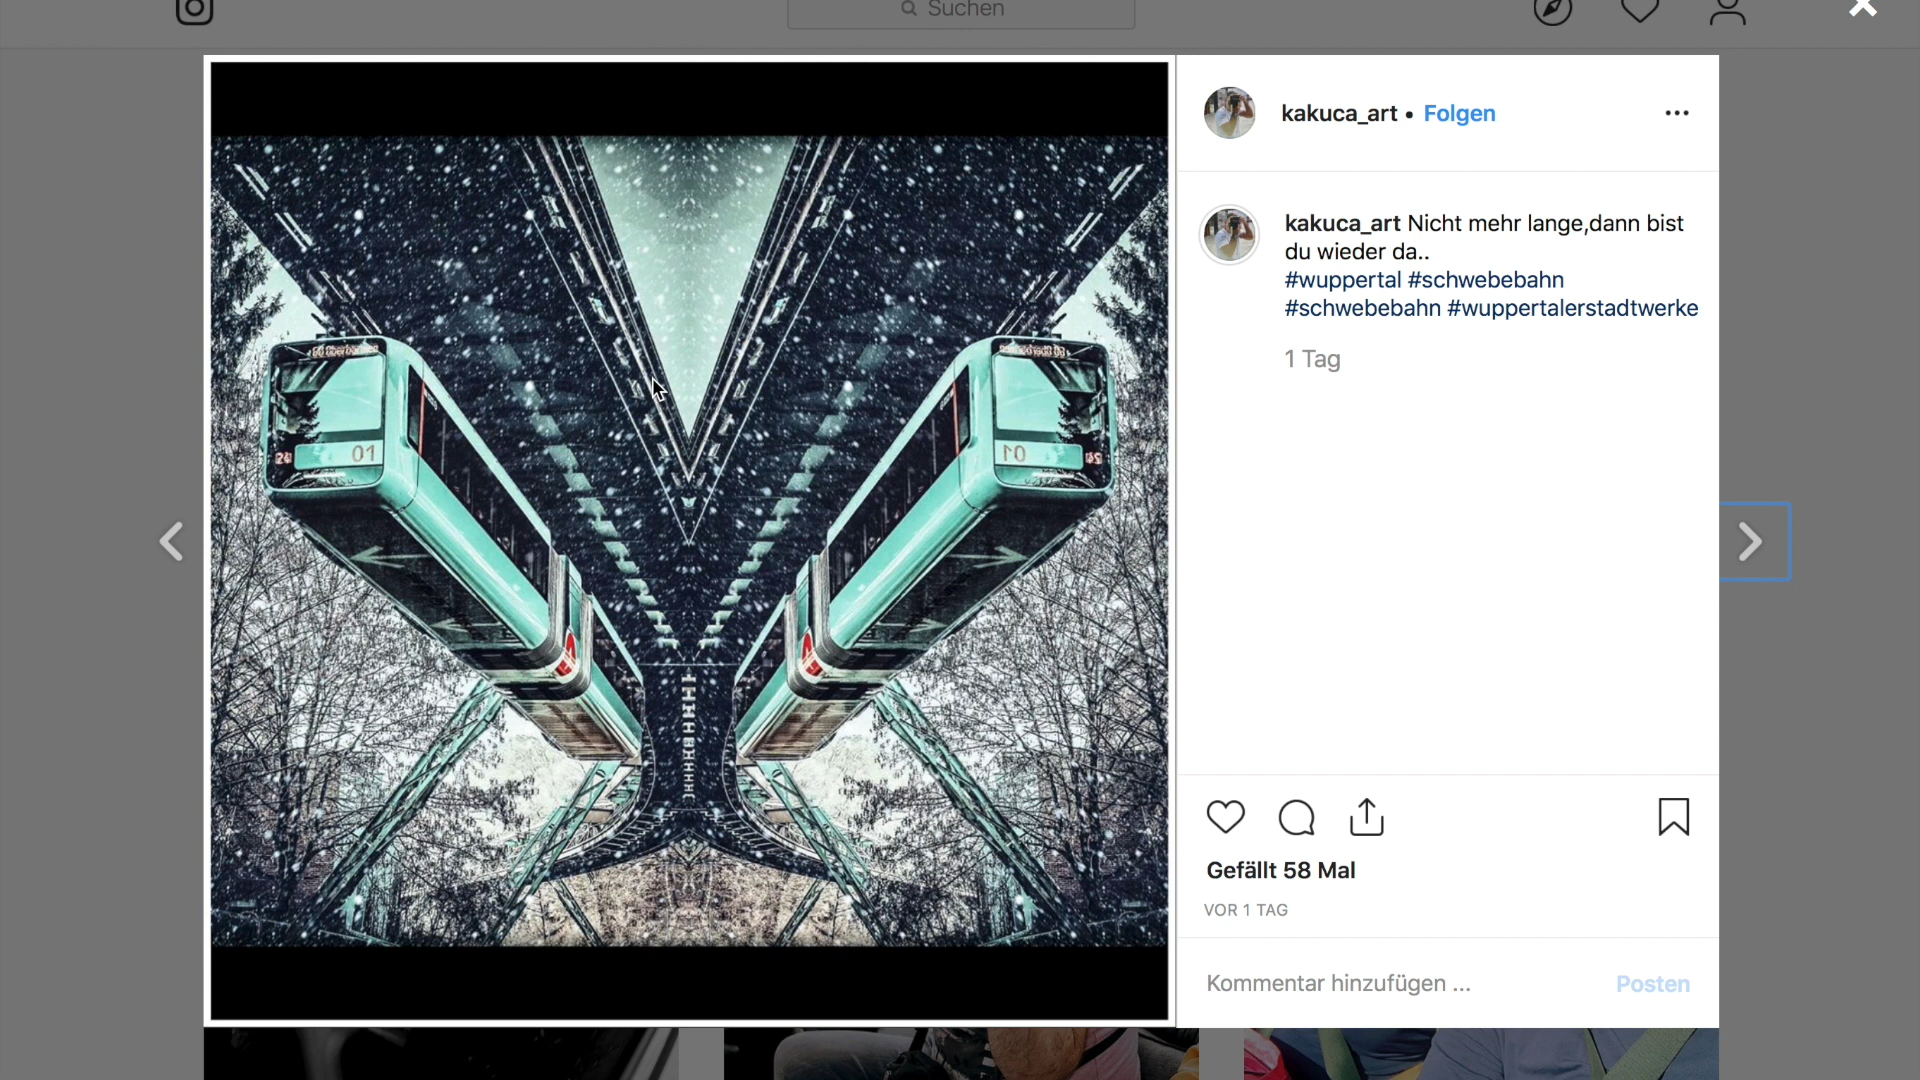 Suchen
kakuca_art • Folgen
kakuca_art Nicht mehr lange,dann bist
du wieder da..
#wuppertal #schwebebahn
#schwebebahn #wuppertalerstadtwerke
1 Tag
01
24
Gefällt 58 Mal
VOR 1 TAG
Kommentar hinzufügen ...
Posten